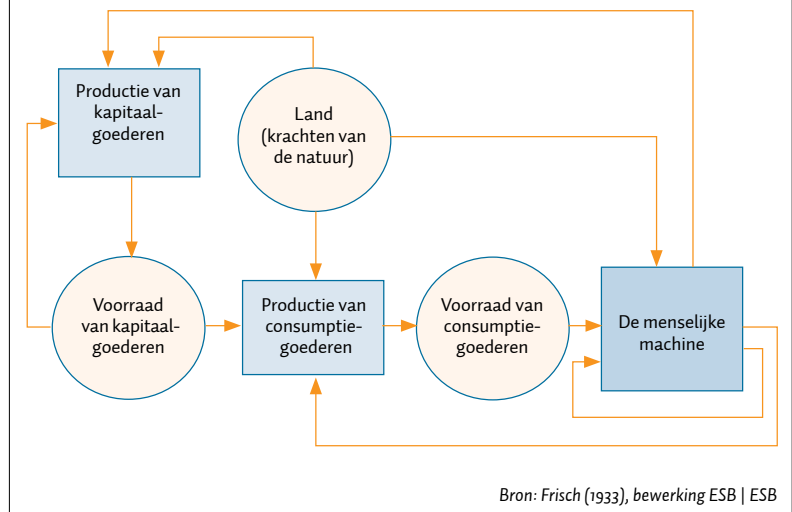 Productie van
kapitaal-
goederen
Land
(krachten van
de natuur)
Voorraad
van kapitaal-
goederen
Productie van
consumptie-
goederen
Voorraad van
consumptie-
goederen
De menselijke
machine
Bron: Frisch (1933), bewerking ESB | ESB